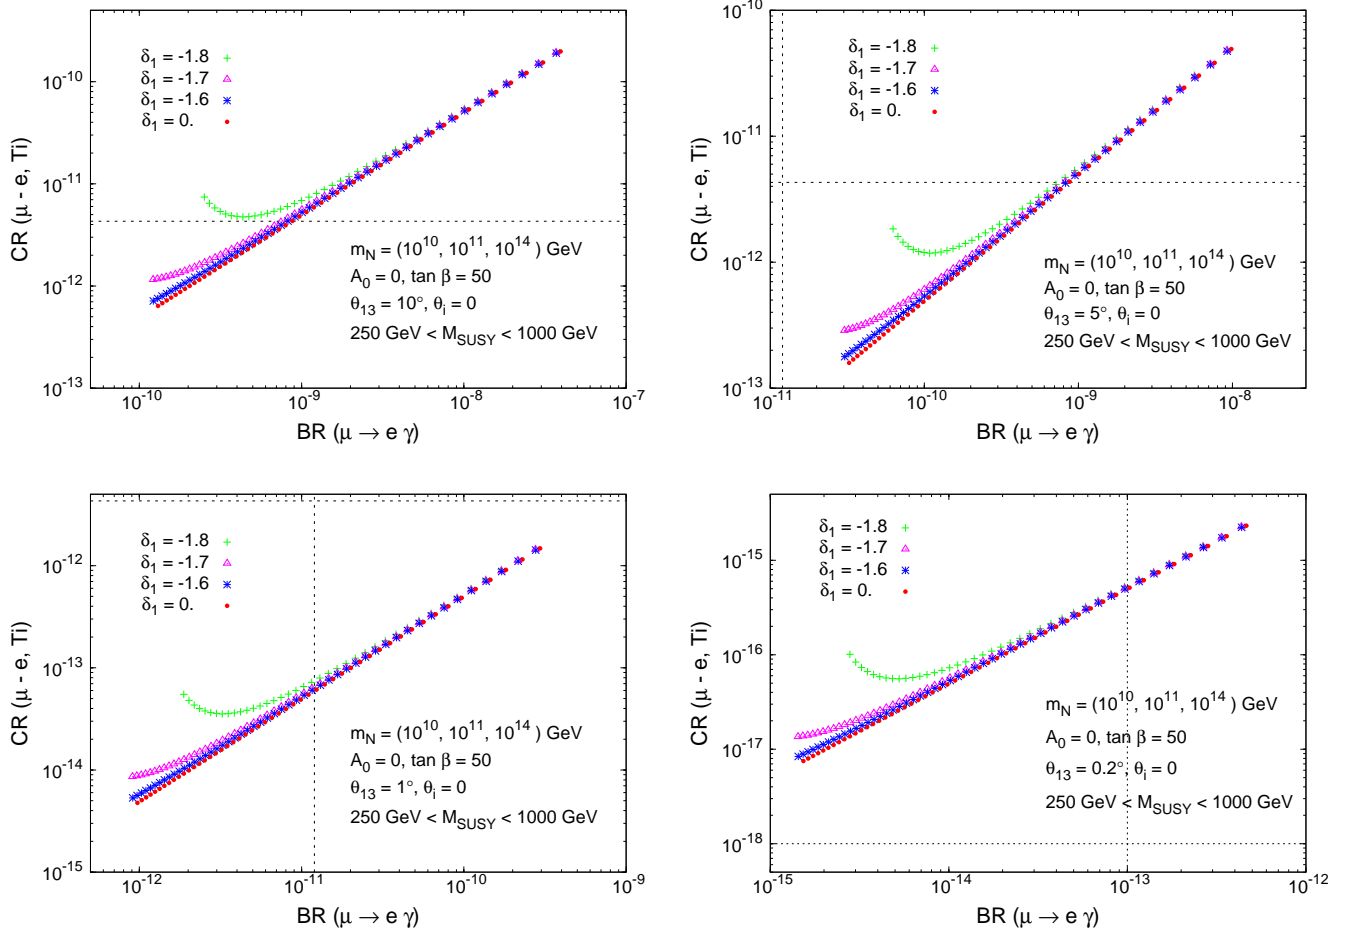 10^-10
10^-11
10^-12
10^-13
CR (μ - e, Ti)
δ1 = -1.8
δ1 = -1.7
δ1 = -1.6
δ1 = 0.
mN = (10^10, 10^11, 10^14 ) GeV
A0 = 0, tan β = 50
θ13 = 10°, θi = 0
250 GeV < MSUSY < 1000 GeV
10^-10 10^-9 10^-8 10^-7
BR (μ → e γ)
10^-10
10^-11
10^-12
10^-13
CR (μ - e, Ti)
δ1 = -1.8
δ1 = -1.7
δ1 = -1.6
δ1 = 0.
mN = (10^10, 10^11, 10^14 ) GeV
A0 = 0, tan β = 50
θ13 = 5°, θi = 0
250 GeV < MSUSY < 1000 GeV
10^-11 10^-10 10^-9 10^-8
BR (μ → e γ)
10^-12
10^-13
10^-14
10^-15
CR (μ - e, Ti)
δ1 = -1.8
δ1 = -1.7
δ1 = -1.6
δ1 = 0.
mN = (10^10, 10^11, 10^14 ) GeV
A0 = 0, tan β = 50
θ13 = 1°, θi = 0
250 GeV < MSUSY < 1000 GeV
10^-12 10^-11 10^-10 10^-9
BR (μ → e γ)
10^-15
10^-16
10^-17
10^-18
CR (μ - e, Ti)
δ1 = -1.8
δ1 = -1.7
δ1 = -1.6
δ1 = 0.
mN = (10^10, 10^11, 10^14 ) GeV
A0 = 0, tan β = 50
θ13 = 0.2°, θi = 0
250 GeV < MSUSY < 1000 GeV
10^-15 10^-14 10^-13 10^-12
BR (μ → e γ)